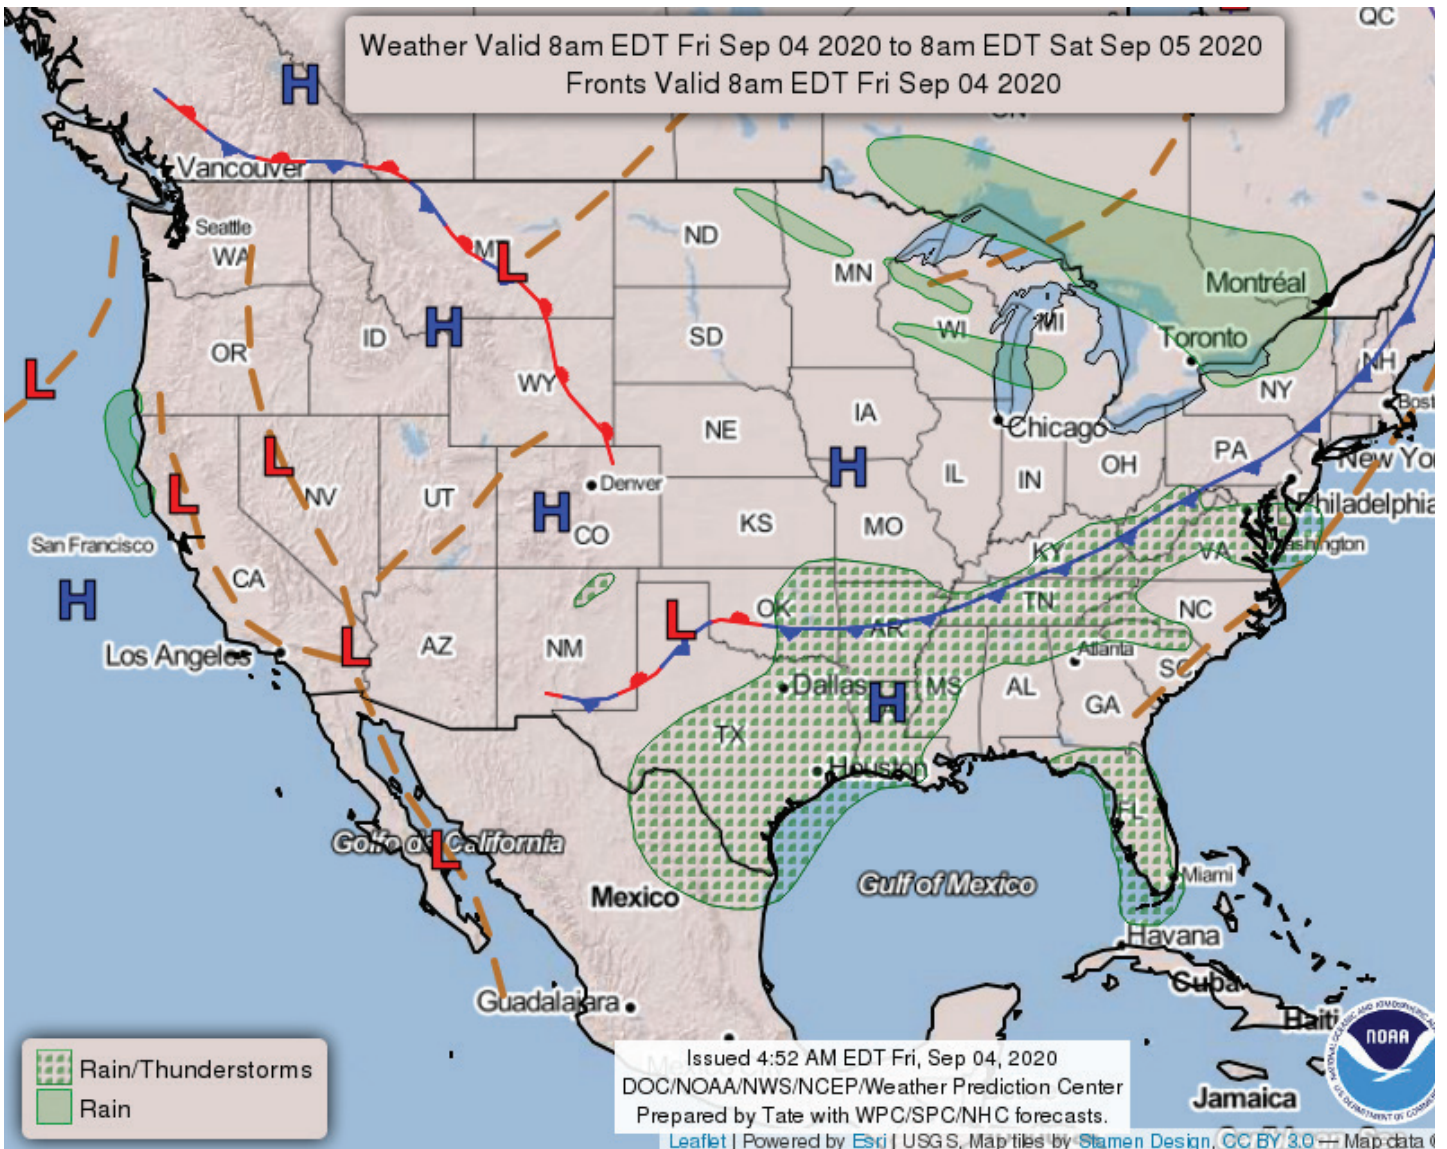 Weather Valid 8am EDT Fri Sep 04 2020 to 8am EDT Sat Sep 05 2020
Fronts Valid 8am EDT Fri Sep 04 2020
QC
H
Vancouver
Seattle
WA
MT
L
ND
MN
Montréal
OR
ID
H
SD
WI
MI
Toronto
NH
L
WY
NY
IA
Bost
NE
Chicago
L
NV
UT
Denver
H
IL
IN
OH
PA
New Yor
L
H
CO
KS
MO
Philadelphia
San Francisco
KY
VA
Washington
CA
H
OK
TN
NC
Los Angeles
L
AZ
NM
L
AR
Atlanta
SC
Dallas
H
MS
AL
GA
TX
Houston
FL
Golfo de California
L
Mexico
Gulf of Mexico
Miami
Havana
Cuba
Guadalajara
Haiti
NOAA
Rain/Thunderstorms
Rain
Issued 4:52 AM EDT Fri, Sep 04, 2020
DOC/NOAA/NWS/NCEP/Weather Prediction Center
Prepared by Tate with WPC/SPC/NHC forecasts.
Mexico City
Jamaica
Leaflet | Powered by Esri | USGS, Map tiles by Stamen Design, CC BY 3.0 — Map data ©